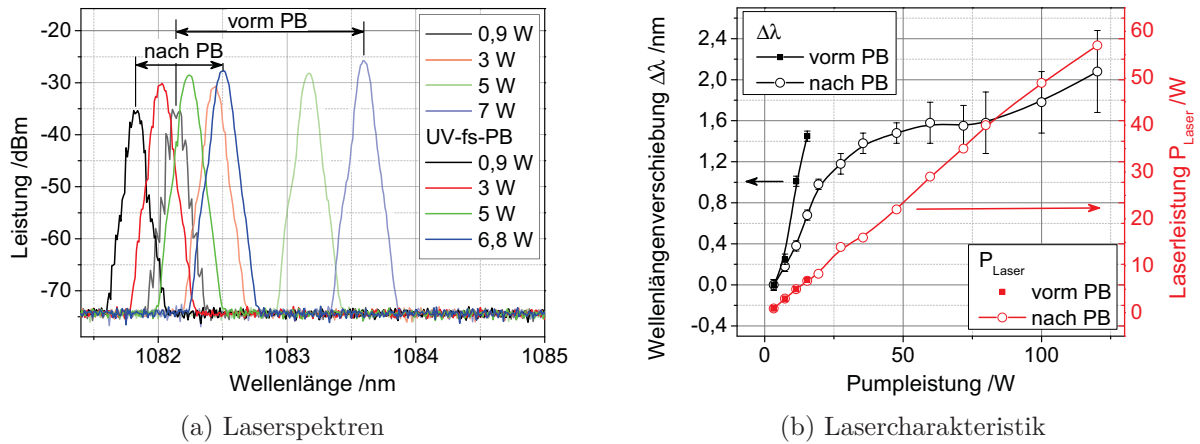 Leistung /dBm
-20
-30
-40
-50
-60
-70
vorm PB
nach PB
0,9 W
3 W
5 W
7 W
UV-fs-PB
0,9 W
3 W
5 W
6,8 W
1082 1083 1084 1085
Wellenlänge /nm
(a) Laserspektren
Wellenlängenverschiebung Δλ /nm
2,4
2,0
1,6
1,2
0,8
0,4
0,0
-0,4
Δλ
vorm PB
nach PB
P_Laser
vorm PB
nach PB
60
50
40
30
20
10
0
Laserleistung P_Laser /W
0 50 100
Pumpleistung /W
(b) Lasercharakteristik